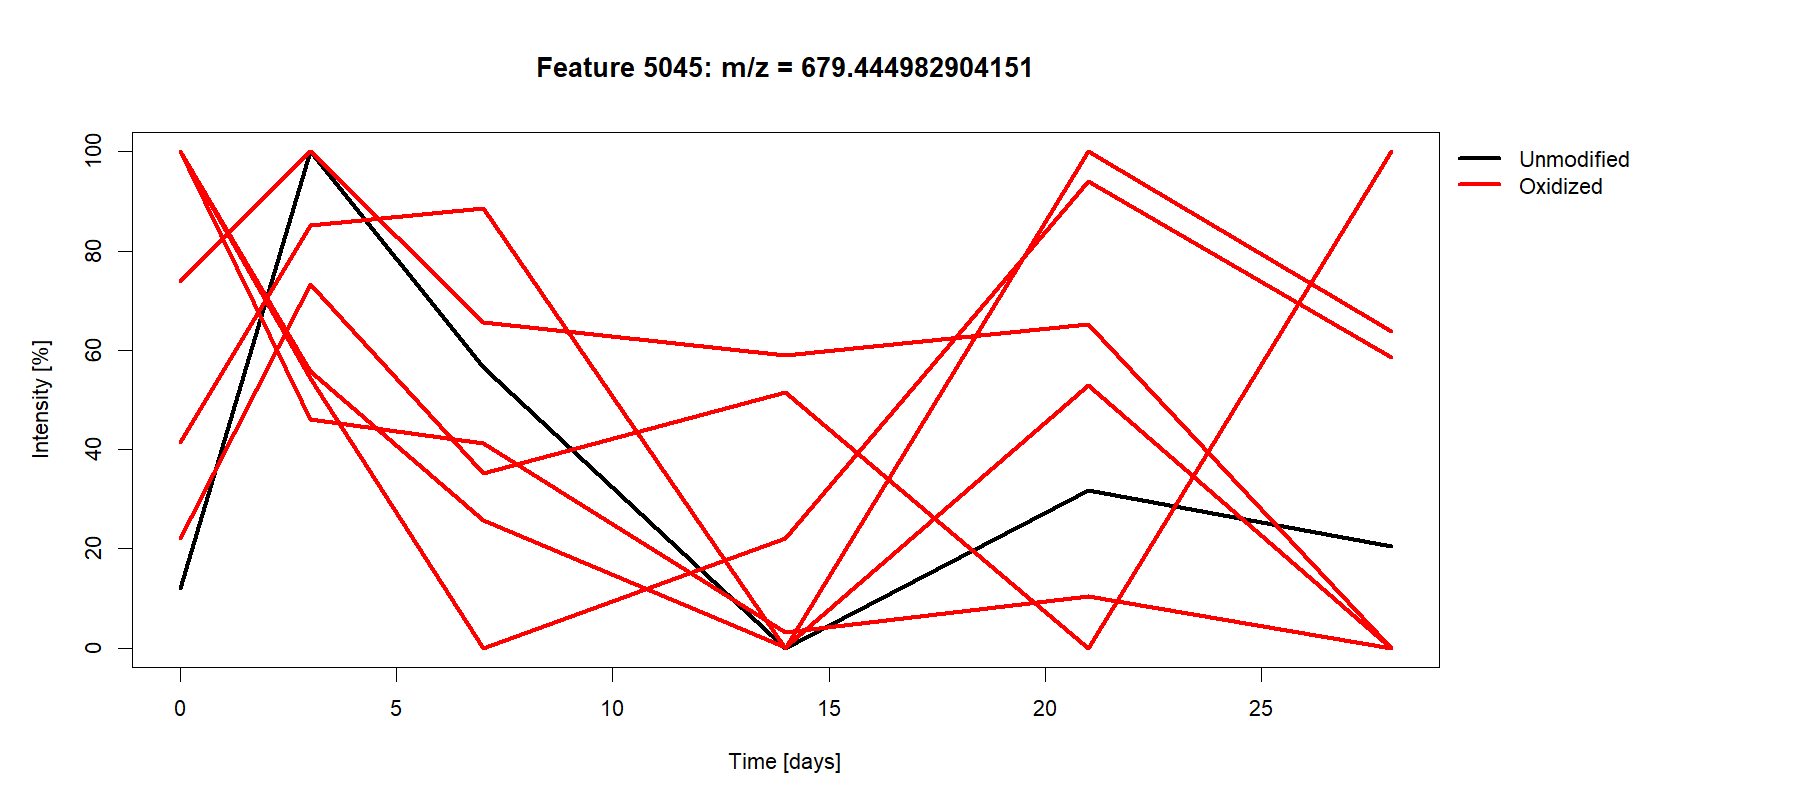 Feature 5045: m/z = 679.444982904151
Unmodified
Oxidized
Intensity [%]
100
80
60
40
20
0
0 5 10 15 20 25
Time [days]